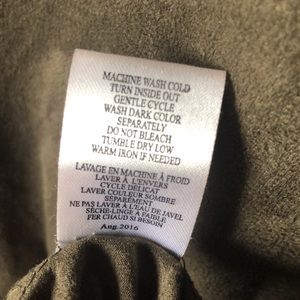 MACHINE WASH COLD
TURN INSIDE OUT
GENTLE CYCLE
WASH DARK COLOR
SEPARATELY
DO NOT BLEACH
TUMBLE DRY LOW
WARM IRON IF NEEDED
LAVAGE EN MACHINE À FROID
LAVER À L'ENVERS
CYCLE DÉLICAT
LAVER COULEUR SOMBRE
SÉPARÉMENT
NE PAS LAVER À L'EAU DE JAVEL
SÈCHE-LINGE À FAIBLE
FER CHAUD SI BESOIN
Aug.2016